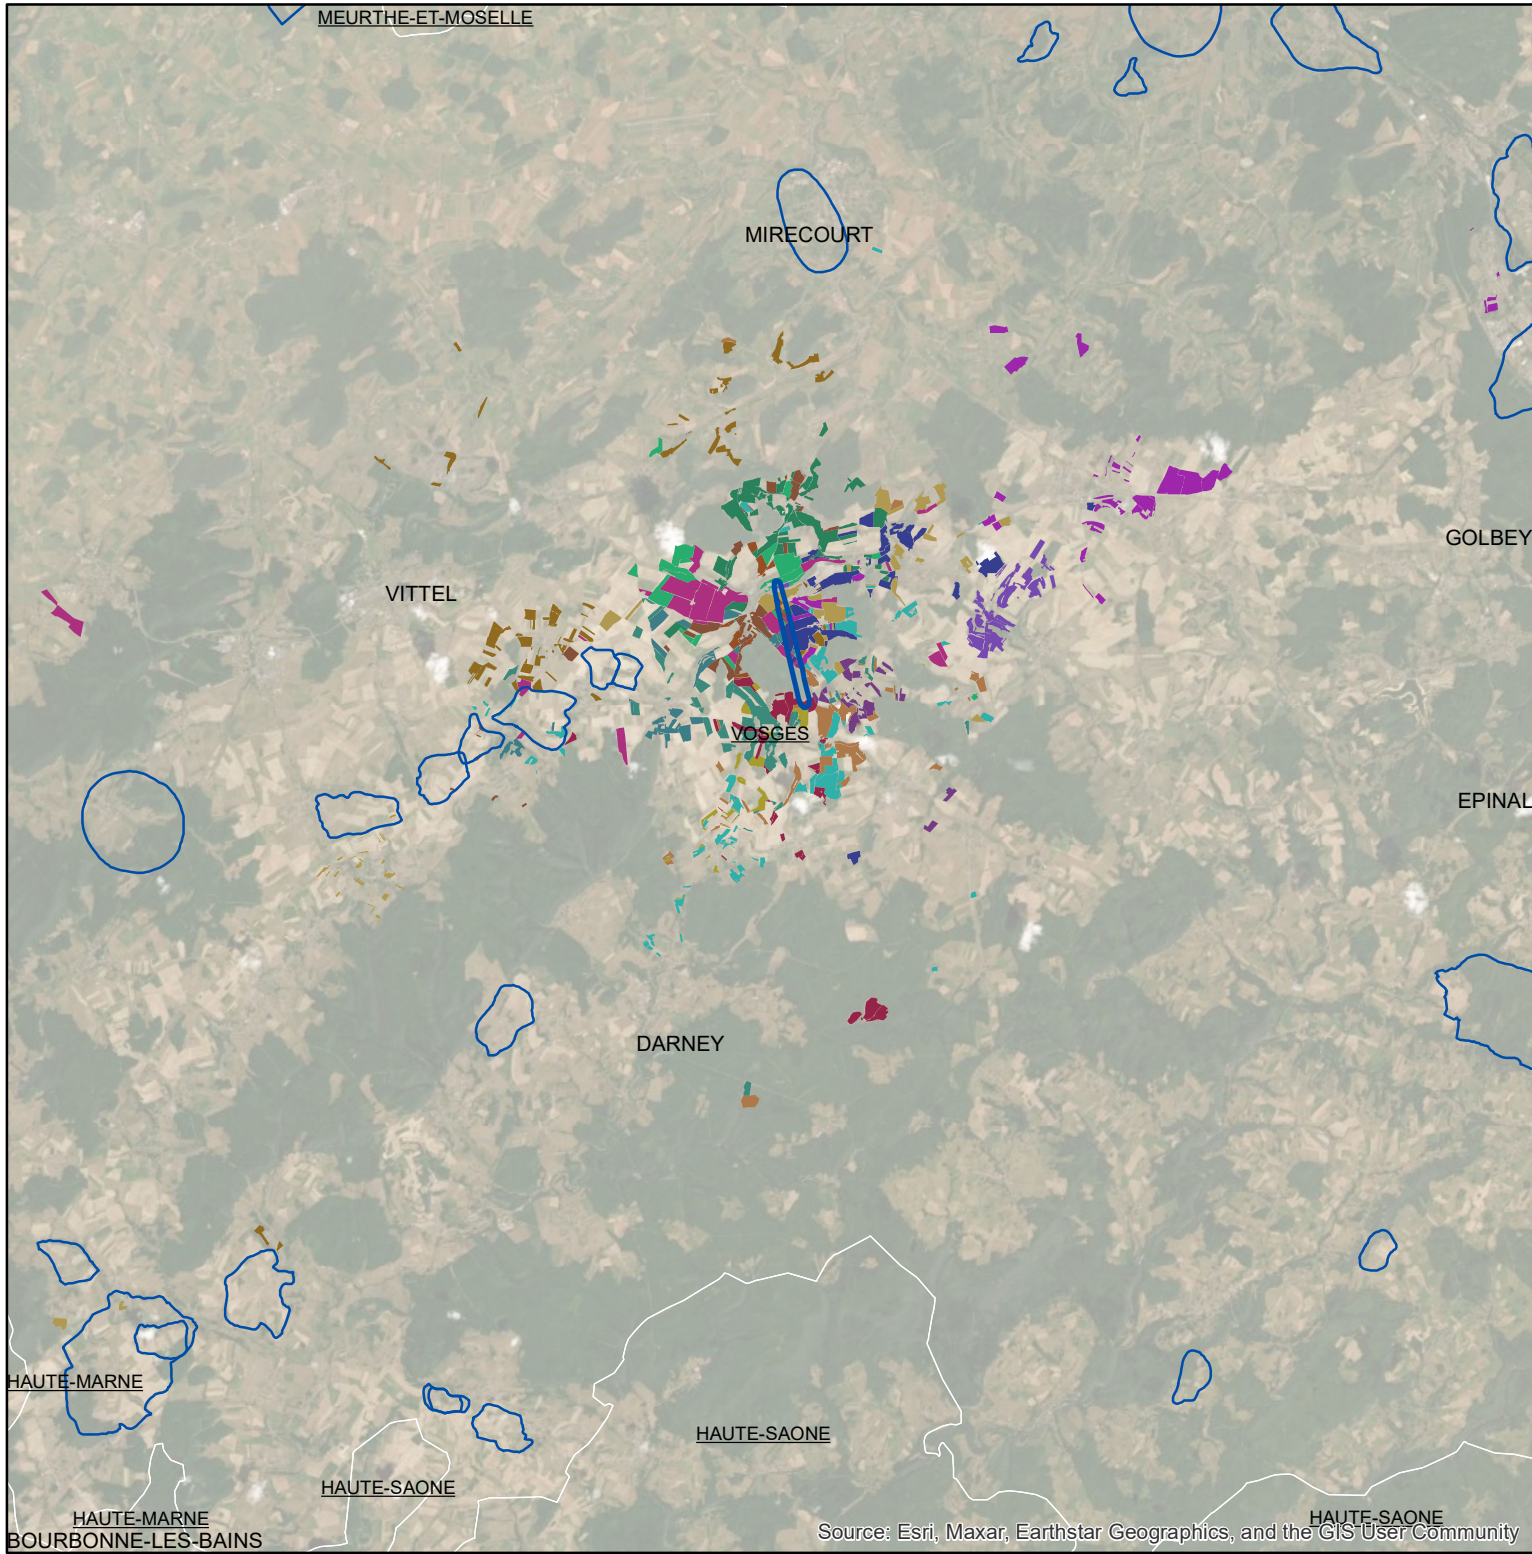 MEURTHE-ET-MOSELLE
MIRECOURT
GOLBEY
VITTEL
VOSGES
EPINAL
DARNEY
HAUTE-MARNE
HAUTE-SAONE
HAUTE-SAONE
HAUTE-MARNE
HAUTE-SAONE
BOURBONNE-LES-BAINS
Source: Esri, Maxar, Earthstar Geographics, and the GIS User Community